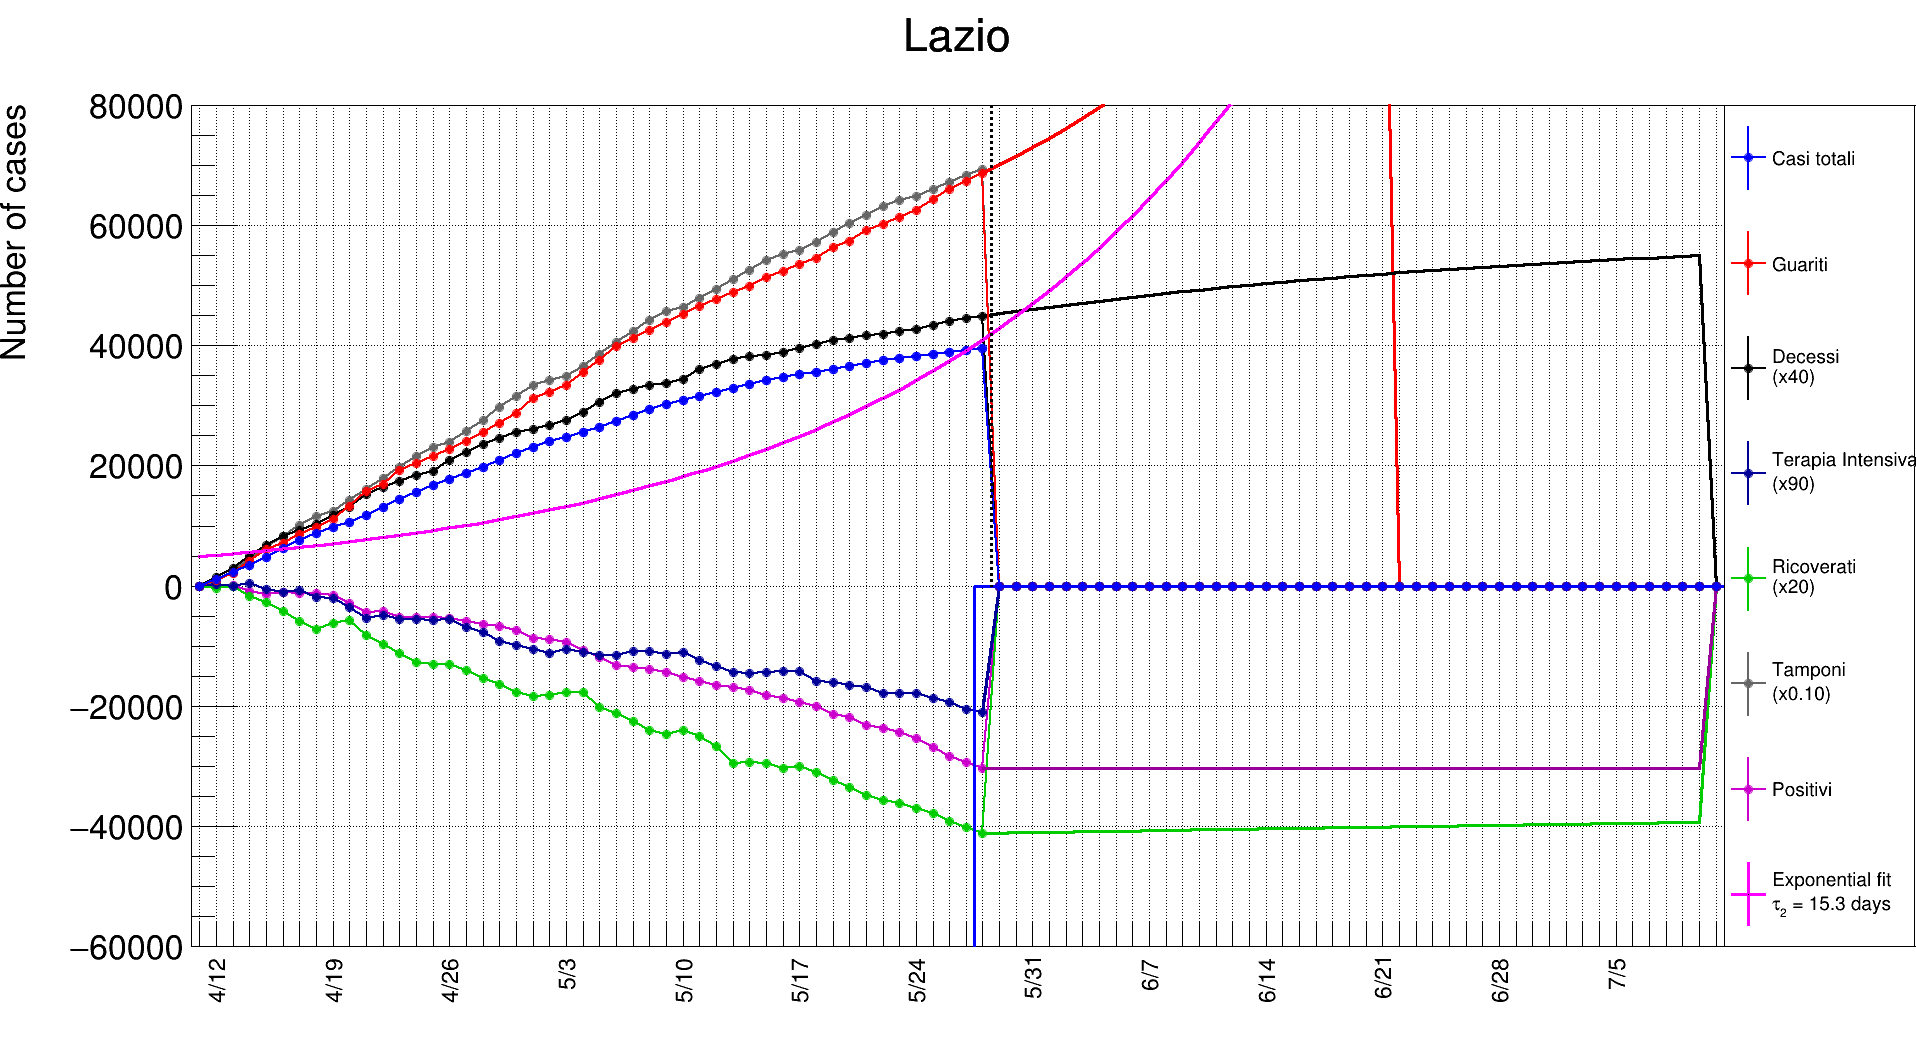 Lazio
Number of cases
80000
60000
40000
20000
0
−20000
−40000
−60000
4/12
4/19
4/26
5/3
5/10
5/17
5/24
5/31
6/7
6/14
6/21
6/28
7/5
Casi totali
Guariti
Decessi
(x40)
Terapia Intensiva
(x90)
Ricoverati
(x20)
Tamponi
(x0.10)
Positivi
Exponential fit
τ2 = 15.3 days